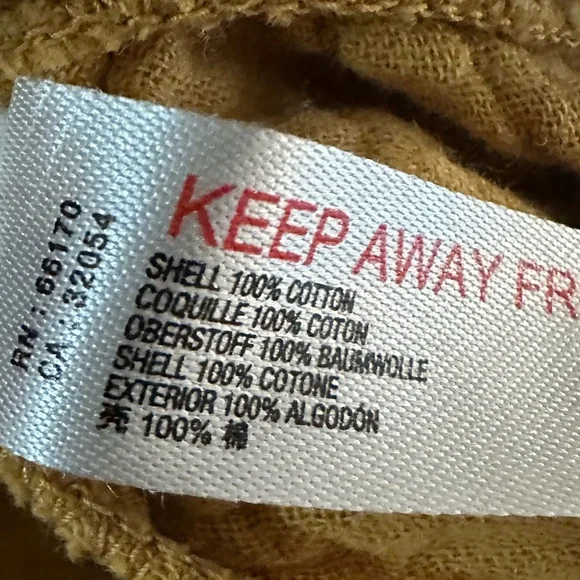 RN : 66170
CA : 32054
KEEP AWAY FR
SHELL 100% COTTON
COQUILLE 100% COTON
OBERSTOFF 100% BAUMWOLLE
SHELL 100% COTONE
EXTERIOR 100% ALGODÓN
壳 100% 棉